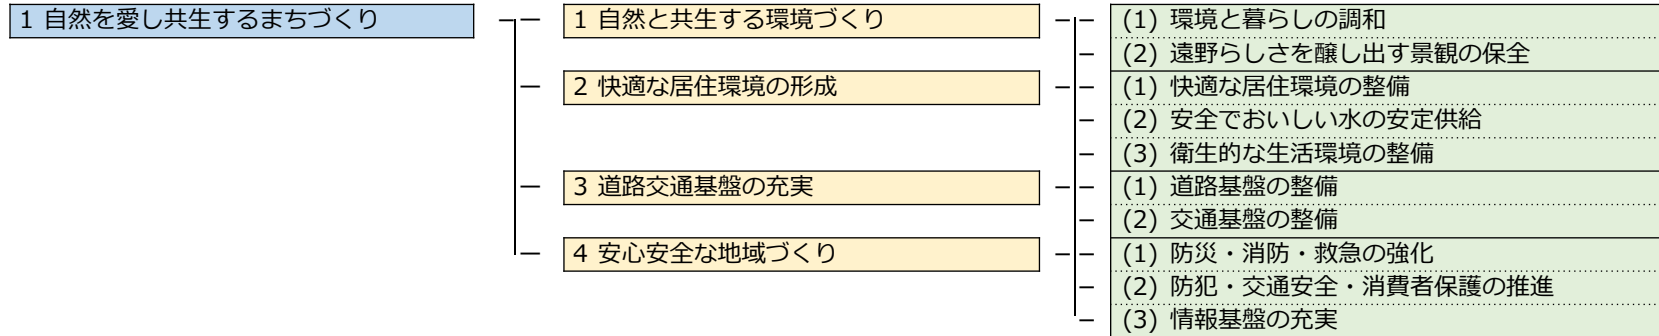 1 自然を愛し共生するまちづくり
1 自然と共生する環境づくり
(1) 環境と暮らしの調和
(2) 遠野らしさを醸し出す景観の保全
2 快適な居住環境の形成
(1) 快適な居住環境の整備
(2) 安全でおいしい水の安定供給
(3) 衛生的な生活環境の整備
3 道路交通基盤の充実
(1) 道路基盤の整備
(2) 交通基盤の整備
4 安心安全な地域づくり
(1) 防災・消防・救急の強化
(2) 防犯・交通安全・消費者保護の推進
(3) 情報基盤の充実